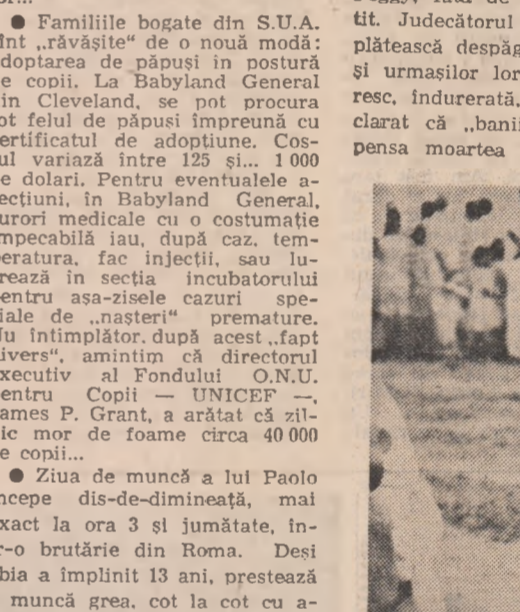 ● Familiile bogate din S.U.A.
înt „răvășite“ de o nouă modă:
doptarea de păpuși în postură
e copii. La Babyland General
in Cleveland, se pot procura
ot felul de păpuși împreună cu
ertificatul de adopțiune. Cos-
ul variază între 125 și... 1 000
e dolari. Pentru eventualele a-
ecțiuni, în Babyland General,
urori medicale cu o costumație
mpecabilă iau, după caz, tem-
eratura, fac injecții, sau lu-
rează în secția incubatorului
entru așa-zisele cazuri spe-
iale de „nașteri“ premature.
Nu întîmplător, după acest „fapt
ivers“, amintim că directorul
xecutiv al Fondului O.N.U.
entru Copii — UNICEF —,
ames P. Grant, a arătat că zil-
ic mor de foame circa 40 000
e copii...
● Ziua de muncă a lui Paolo
ncepe dis-de-dimineață, mai
xact la ora 3 și jumătate, în-
r-o brutărie din Roma. Deși
bia a împlinit 13 ani, prestează
muncă grea, cot la cot cu a-
tit. Judecătorul
plătească despăg
și urmașilor lor
resc, îndurerată,
clarat că „banii
pensa moartea